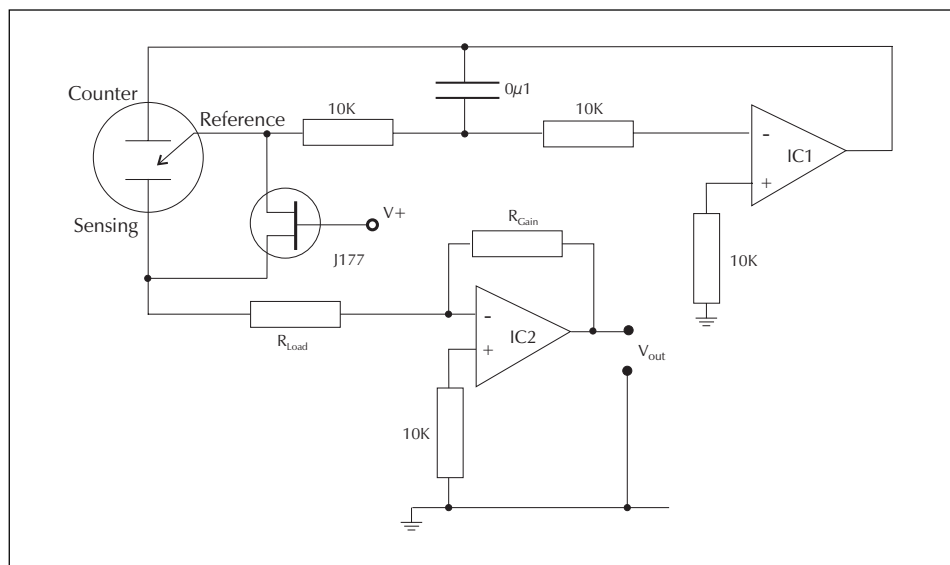 Counter
0µ1
Reference
10K
10K
-
IC1
+
Sensing
V+
R_Gain
J177
10K
-
IC2
R_Load
+
V_out
10K